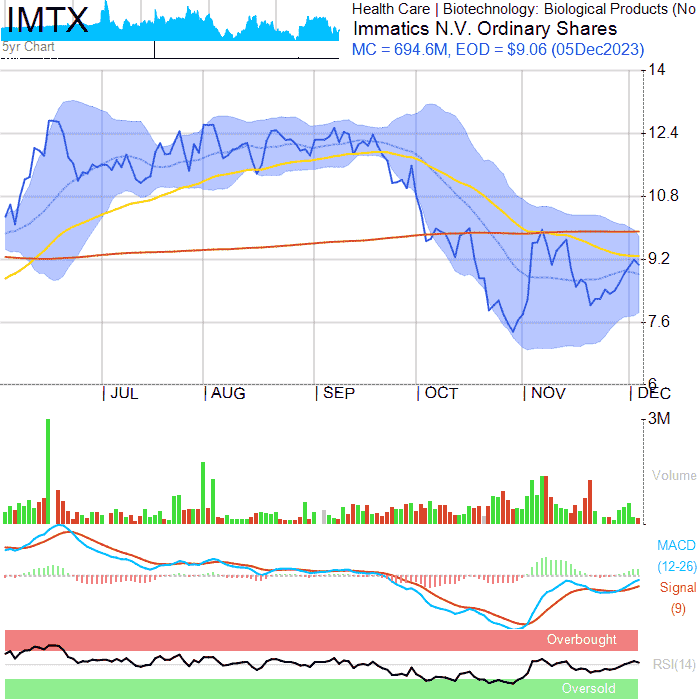 IMTX
5yr Chart
Health Care | Biotechnology: Biological Products (No
Immatics N.V. Ordinary Shares
MC = 694.6M, EOD = $9.06 (05Dec2023)
14
12.4
10.8
9.2
7.6
6
JUL AUG SEP OCT NOV DEC
3M
Volume
MACD
(12-26)
Signal
(9)
Overbought
RSI(14)
Oversold